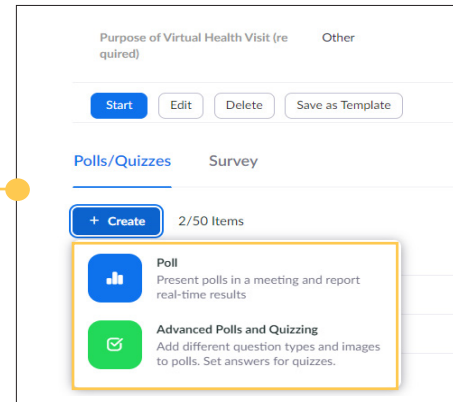 Purpose of Virtual Health Visit (re
quired)
Other
Start
Edit
Delete
Save as Template
Polls/Quizzes
Survey
+ Create
2/50 Items
Poll
Present polls in a meeting and report
real-time results
Advanced Polls and Quizzing
Add different question types and images
to polls. Set answers for quizzes.